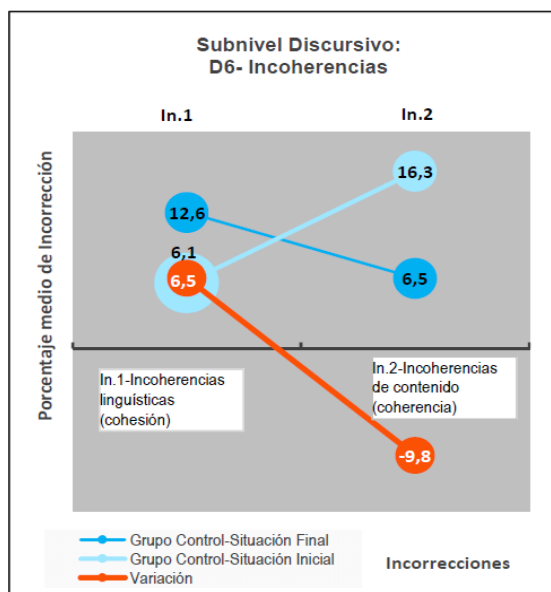 Subnivel Discursivo:
D6- Incoherencias
In.1
In.2
16,3
12,6
6,1
6,5
6,5
-9,8
Porcentaje medio de Incorrección
In.1-Incoherencias
linguísticas
(cohesión)
In.2-Incoherencias
de contenido
(coherencia)
Grupo Control-Situación Final
Grupo Control-Situación Inicial
Variación
Incorrecciones